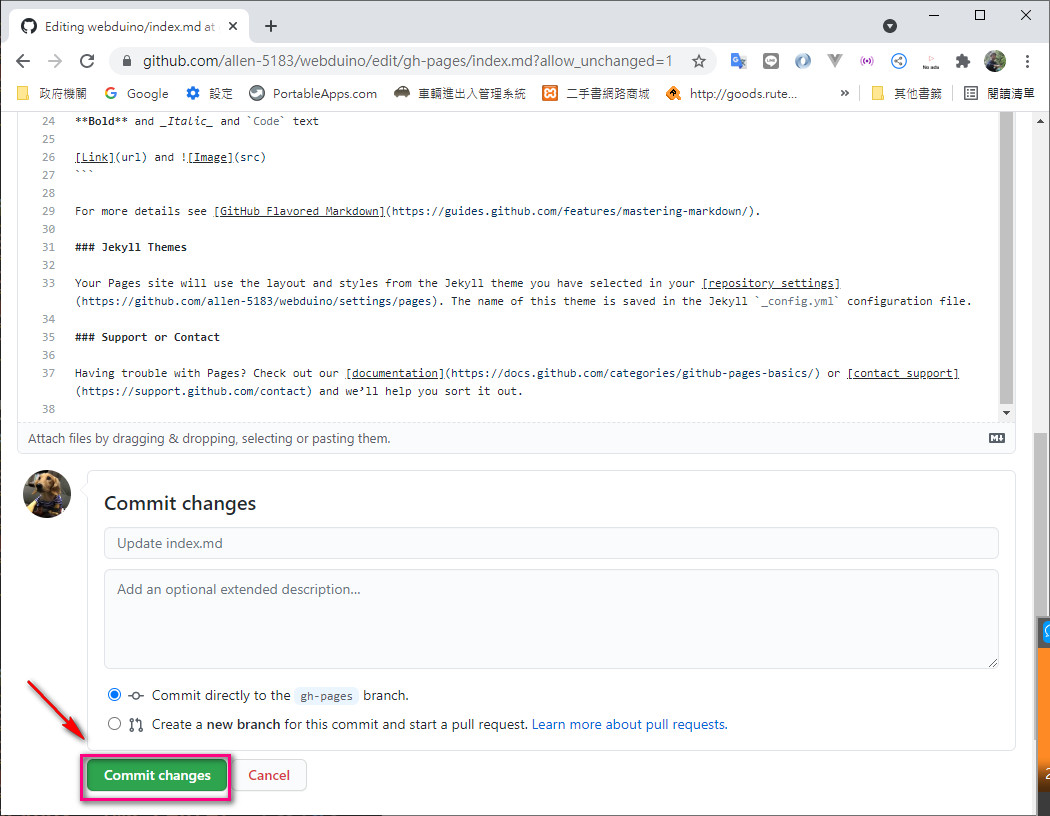 Editing webduino/index.md at
github.com/allen-5183/webduino/edit/gh-pages/index.md?allow_unchanged=1
No ads
政府機關 Google 設定 PortableApps.com 車輛進出入管理系統 二手書網路商城 http://goods.rute... » 其他書籤 閱讀清單
24 **Bold** and _Italic_ and `Code` text
25
26 [Link](url) and ![Image](src)
27 ```
28
29 For more details see [GitHub Flavored Markdown](https://guides.github.com/features/mastering-markdown/).
30
31 ### Jekyll Themes
32
33 Your Pages site will use the layout and styles from the Jekyll theme you have selected in your [repository settings]
(https://github.com/allen-5183/webduino/settings/pages). The name of this theme is saved in the Jekyll `_config.yml` configuration file.
34
35 ### Support or Contact
36
37 Having trouble with Pages? Check out our [documentation](https://docs.github.com/categories/github-pages-basics/) or [contact support]
(https://support.github.com/contact) and we’ll help you sort it out.
38
Attach files by dragging & dropping, selecting or pasting them.
Commit changes
Update index.md
Add an optional extended description...
Commit directly to the gh-pages branch.
Create a new branch for this commit and start a pull request. Learn more about pull requests.
Commit changes Cancel